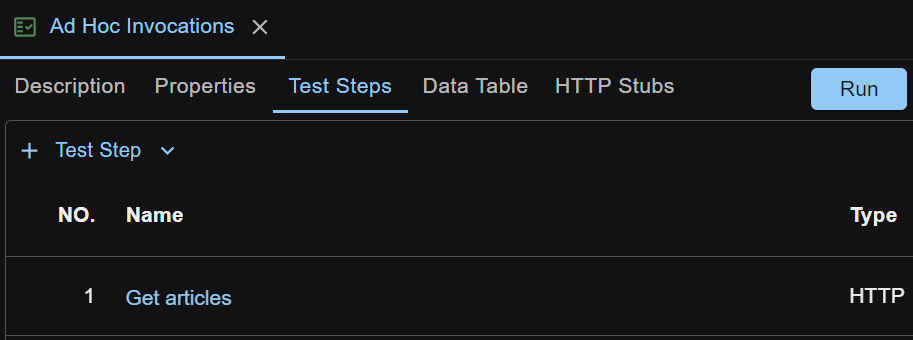 Ad Hoc Invocations
Description Properties Test Steps Data Table HTTP Stubs Run
Test Step
NO. Name Type
1 Get articles HTTP